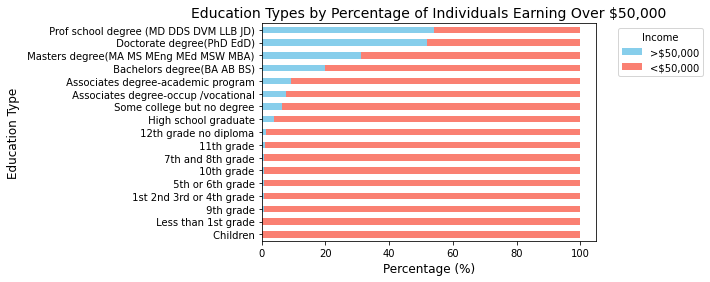 Education Types by Percentage of Individuals Earning Over $50,000
Prof school degree (MD DDS DVM LLB JD)
Doctorate degree(PhD EdD)
Masters degree(MA MS MEng MEd MSW MBA)
Bachelors degree(BA AB BS)
Associates degree-academic program
Associates degree-occup /vocational
Some college but no degree
High school graduate
12th grade no diploma
11th grade
7th and 8th grade
10th grade
5th or 6th grade
1st 2nd 3rd or 4th grade
9th grade
Less than 1st grade
Children
Education Type
0 20 40 60 80 100
Percentage (%)
Income
>$50,000
<$50,000